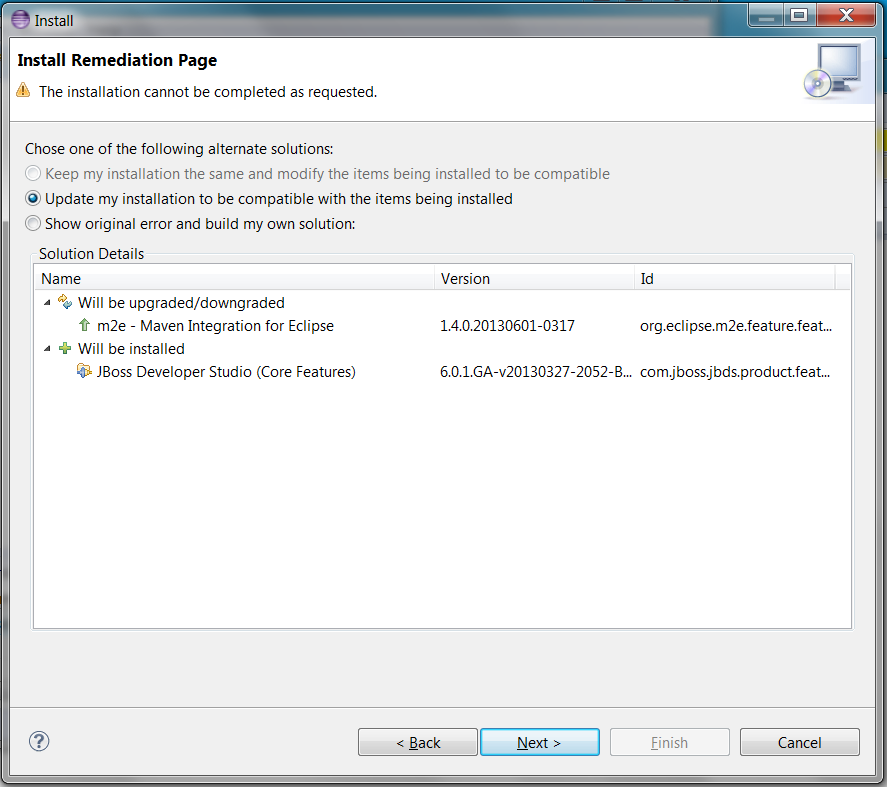 Install
Install Remediation Page
The installation cannot be completed as requested.
Chose one of the following alternate solutions:
Keep my installation the same and modify the items being installed to be compatible
Update my installation to be compatible with the items being installed
Show original error and build my own solution:
Solution Details
Name Version Id
Will be upgraded/downgraded
m2e - Maven Integration for Eclipse 1.4.0.20130601-0317 org.eclipse.m2e.feature.feat...
Will be installed
JBoss Developer Studio (Core Features) 6.0.1.GA-v20130327-2052-B... com.jboss.jbds.product.feat...
? < Back Next > Finish Cancel